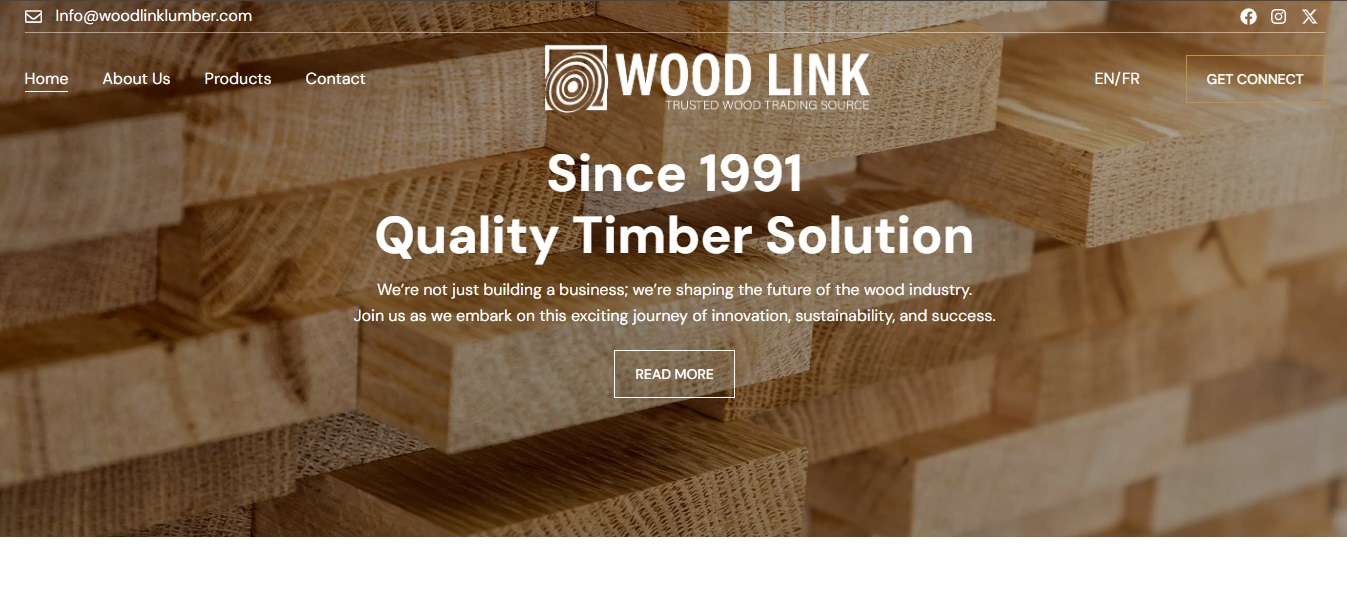 Info@woodlinklumber.com
Home About Us Products Contact
WOOD LINK
TRUSTED WOOD TRADING SOURCE
EN/FR
GET CONNECT
Since 1991
Quality Timber Solution
We’re not just building a business; we’re shaping the future of the wood industry.
Join us as we embark on this exciting journey of innovation, sustainability, and success.
READ MORE